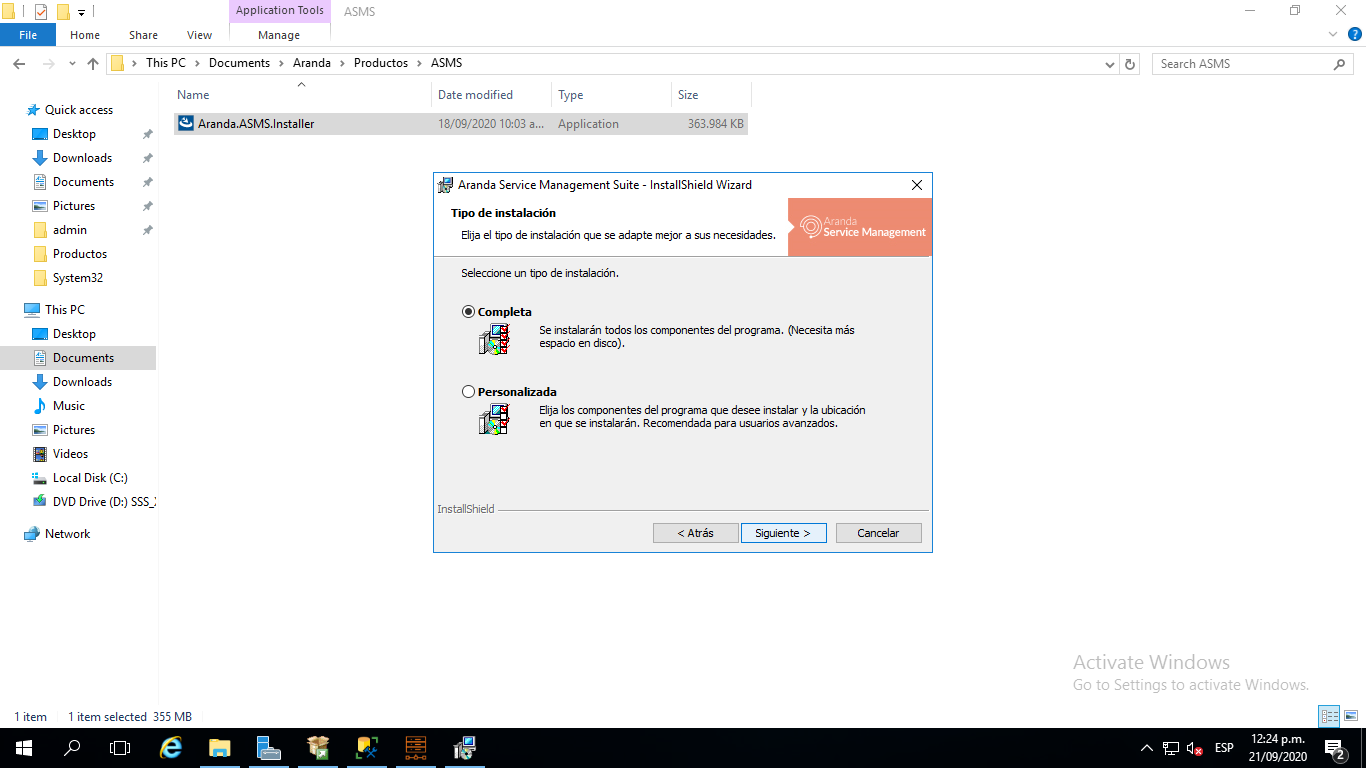 Application Tools
ASMS
File
Home
Share
View
Manage
This PC
Documents
Aranda
Productos
ASMS
Search ASMS
Name
Date modified
Type
Size
Aranda.ASMS.Installer
18/09/2020 10:03 a...
Application
363.984 KB
Quick access
Desktop
Downloads
Documents
Pictures
admin
Productos
System32
This PC
Desktop
Documents
Downloads
Music
Pictures
Videos
Local Disk (C:)
DVD Drive (D:) SSS_
Network
Aranda Service Management Suite - InstallShield Wizard
Tipo de instalación
Elija el tipo de instalación que se adapte mejor a sus necesidades.
Aranda
Service Management
Seleccione un tipo de instalación.
Completa
Se instalarán todos los componentes del programa. (Necesita más
espacio en disco).
Personalizada
Elija los componentes del programa que desee instalar y la ubicación
en que se instalarán. Recomendada para usuarios avanzados.
InstallShield
< Atrás
Siguiente >
Cancelar
Activate Windows
Go to Settings to activate Windows.
1 item
1 item selected 355 MB
ESP
12:24 p.m.
21/09/2020
2